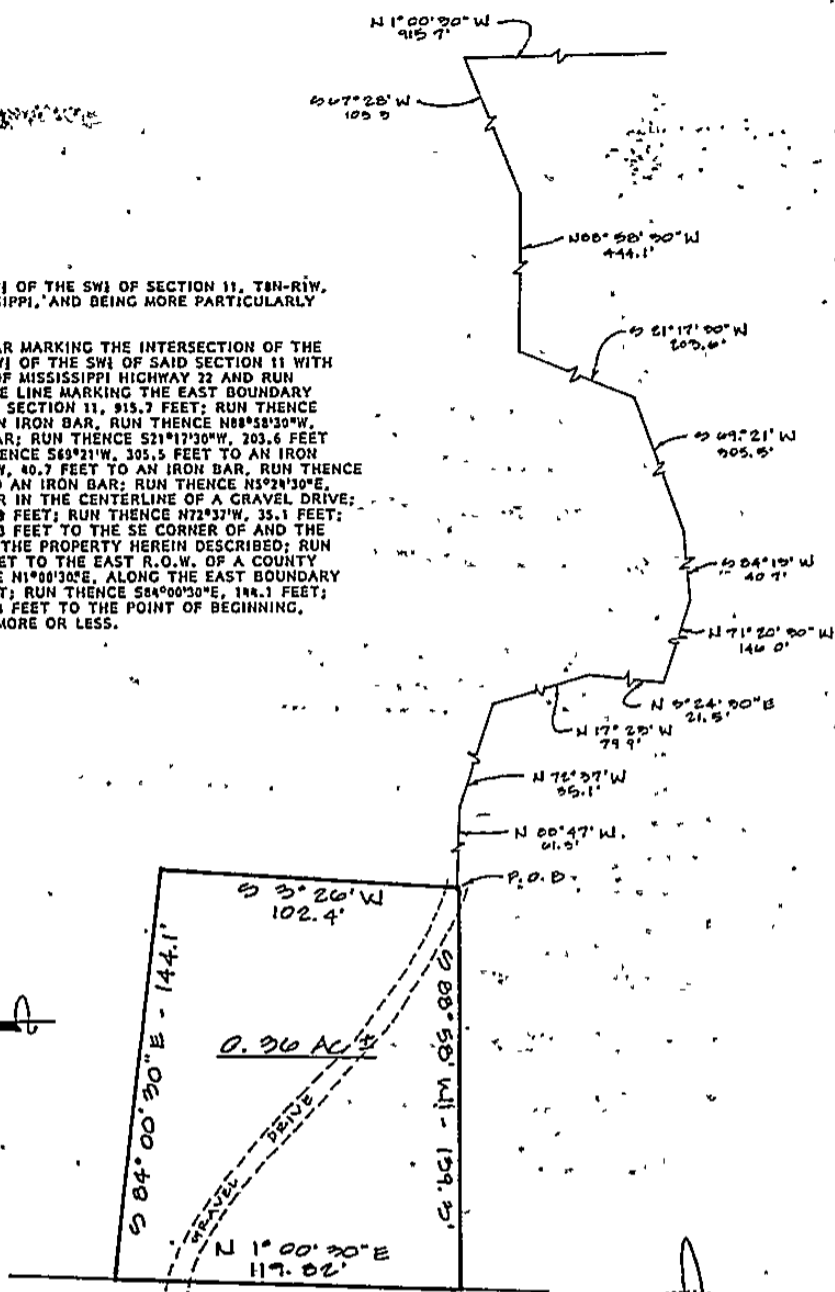 N 1°00'30" W
915.7'
S 67°28' W
103.5
OF THE SW¼ OF SECTION 11, T8N-R1W,
SIPPI, AND BEING MORE PARTICULARLY
AR MARKING THE INTERSECTION OF THE
OF THE SW¼ OF SAID SECTION 11 WITH
OF MISSISSIPPI HIGHWAY 22 AND RUN
E LINE MARKING THE EAST BOUNDARY
SECTION 11, 915.7 FEET; RUN THENCE
N IRON BAR, RUN THENCE N88°58'30"W,
AR; RUN THENCE S21°17'30"W, 203.6 FEET
ENCE S69°21'W, 305.5 FEET TO AN IRON
W, 40.7 FEET TO AN IRON BAR, RUN THENCE
AN IRON BAR; RUN THENCE N5°24'30"E,
R IN THE CENTERLINE OF A GRAVEL DRIVE;
FEET; RUN THENCE N72°37'W, 35.1 FEET;
FEET TO THE SE CORNER OF AND THE
THE PROPERTY HEREIN DESCRIBED; RUN
ET TO THE EAST R.O.W. OF A COUNTY
E N1°00'30"E, ALONG THE EAST BOUNDARY
T; RUN THENCE S84°00'30"E, 144.1 FEET;
FEET TO THE POINT OF BEGINNING,
MORE OR LESS.
N88°58'30" W
444.1'
S 21°17'30" W
203.6'
S 69°21' W
305.5'
S 84°19' W
40.7'
N 71°20'30" W
146.0'
N 5°24'30" E
21.5'
N 17°25' W
79.9'
N 72°37' W
35.1'
N 80°47' W.
61.3'
P.O.B.
S 3°26' W
102.4'
S 84°00'30" E - 144.1'
S 88°58' W - 139.3'
0.36 AC ±
GRAVEL DRIVE
N 1°00'30" E
119.82'